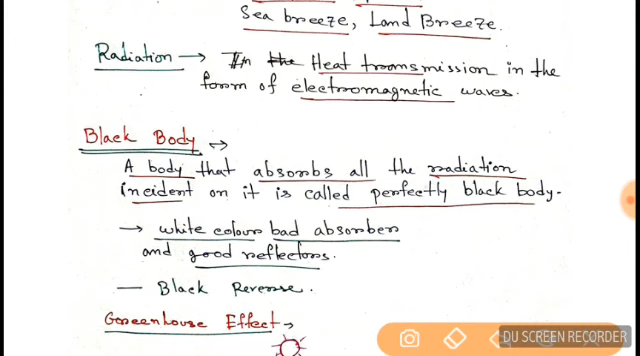 Sea breeze, Land Breeze.
Radiation → In the Heat transmission in the
form of electromagnetic waves.
Black Body ↔
A body that absorbs all the radiation
incident on it is called perfectly black body.
→ white colour bad absorber
and good reflectors.
— Black Reverse.
Greenhouse Effect →
DU SCREEN RECORDER